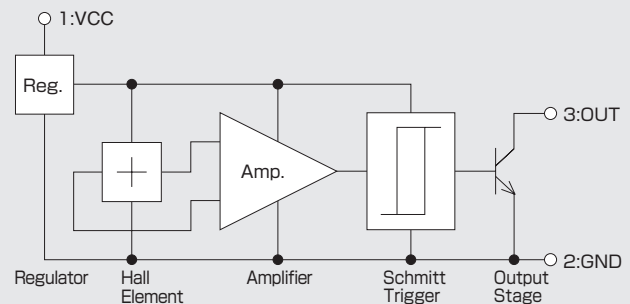 1:VCC
Reg.
Amp.
3:OUT
2:GND
Regulator
Hall
Element
Amplifier
Schmitt
Trigger
Output
Stage